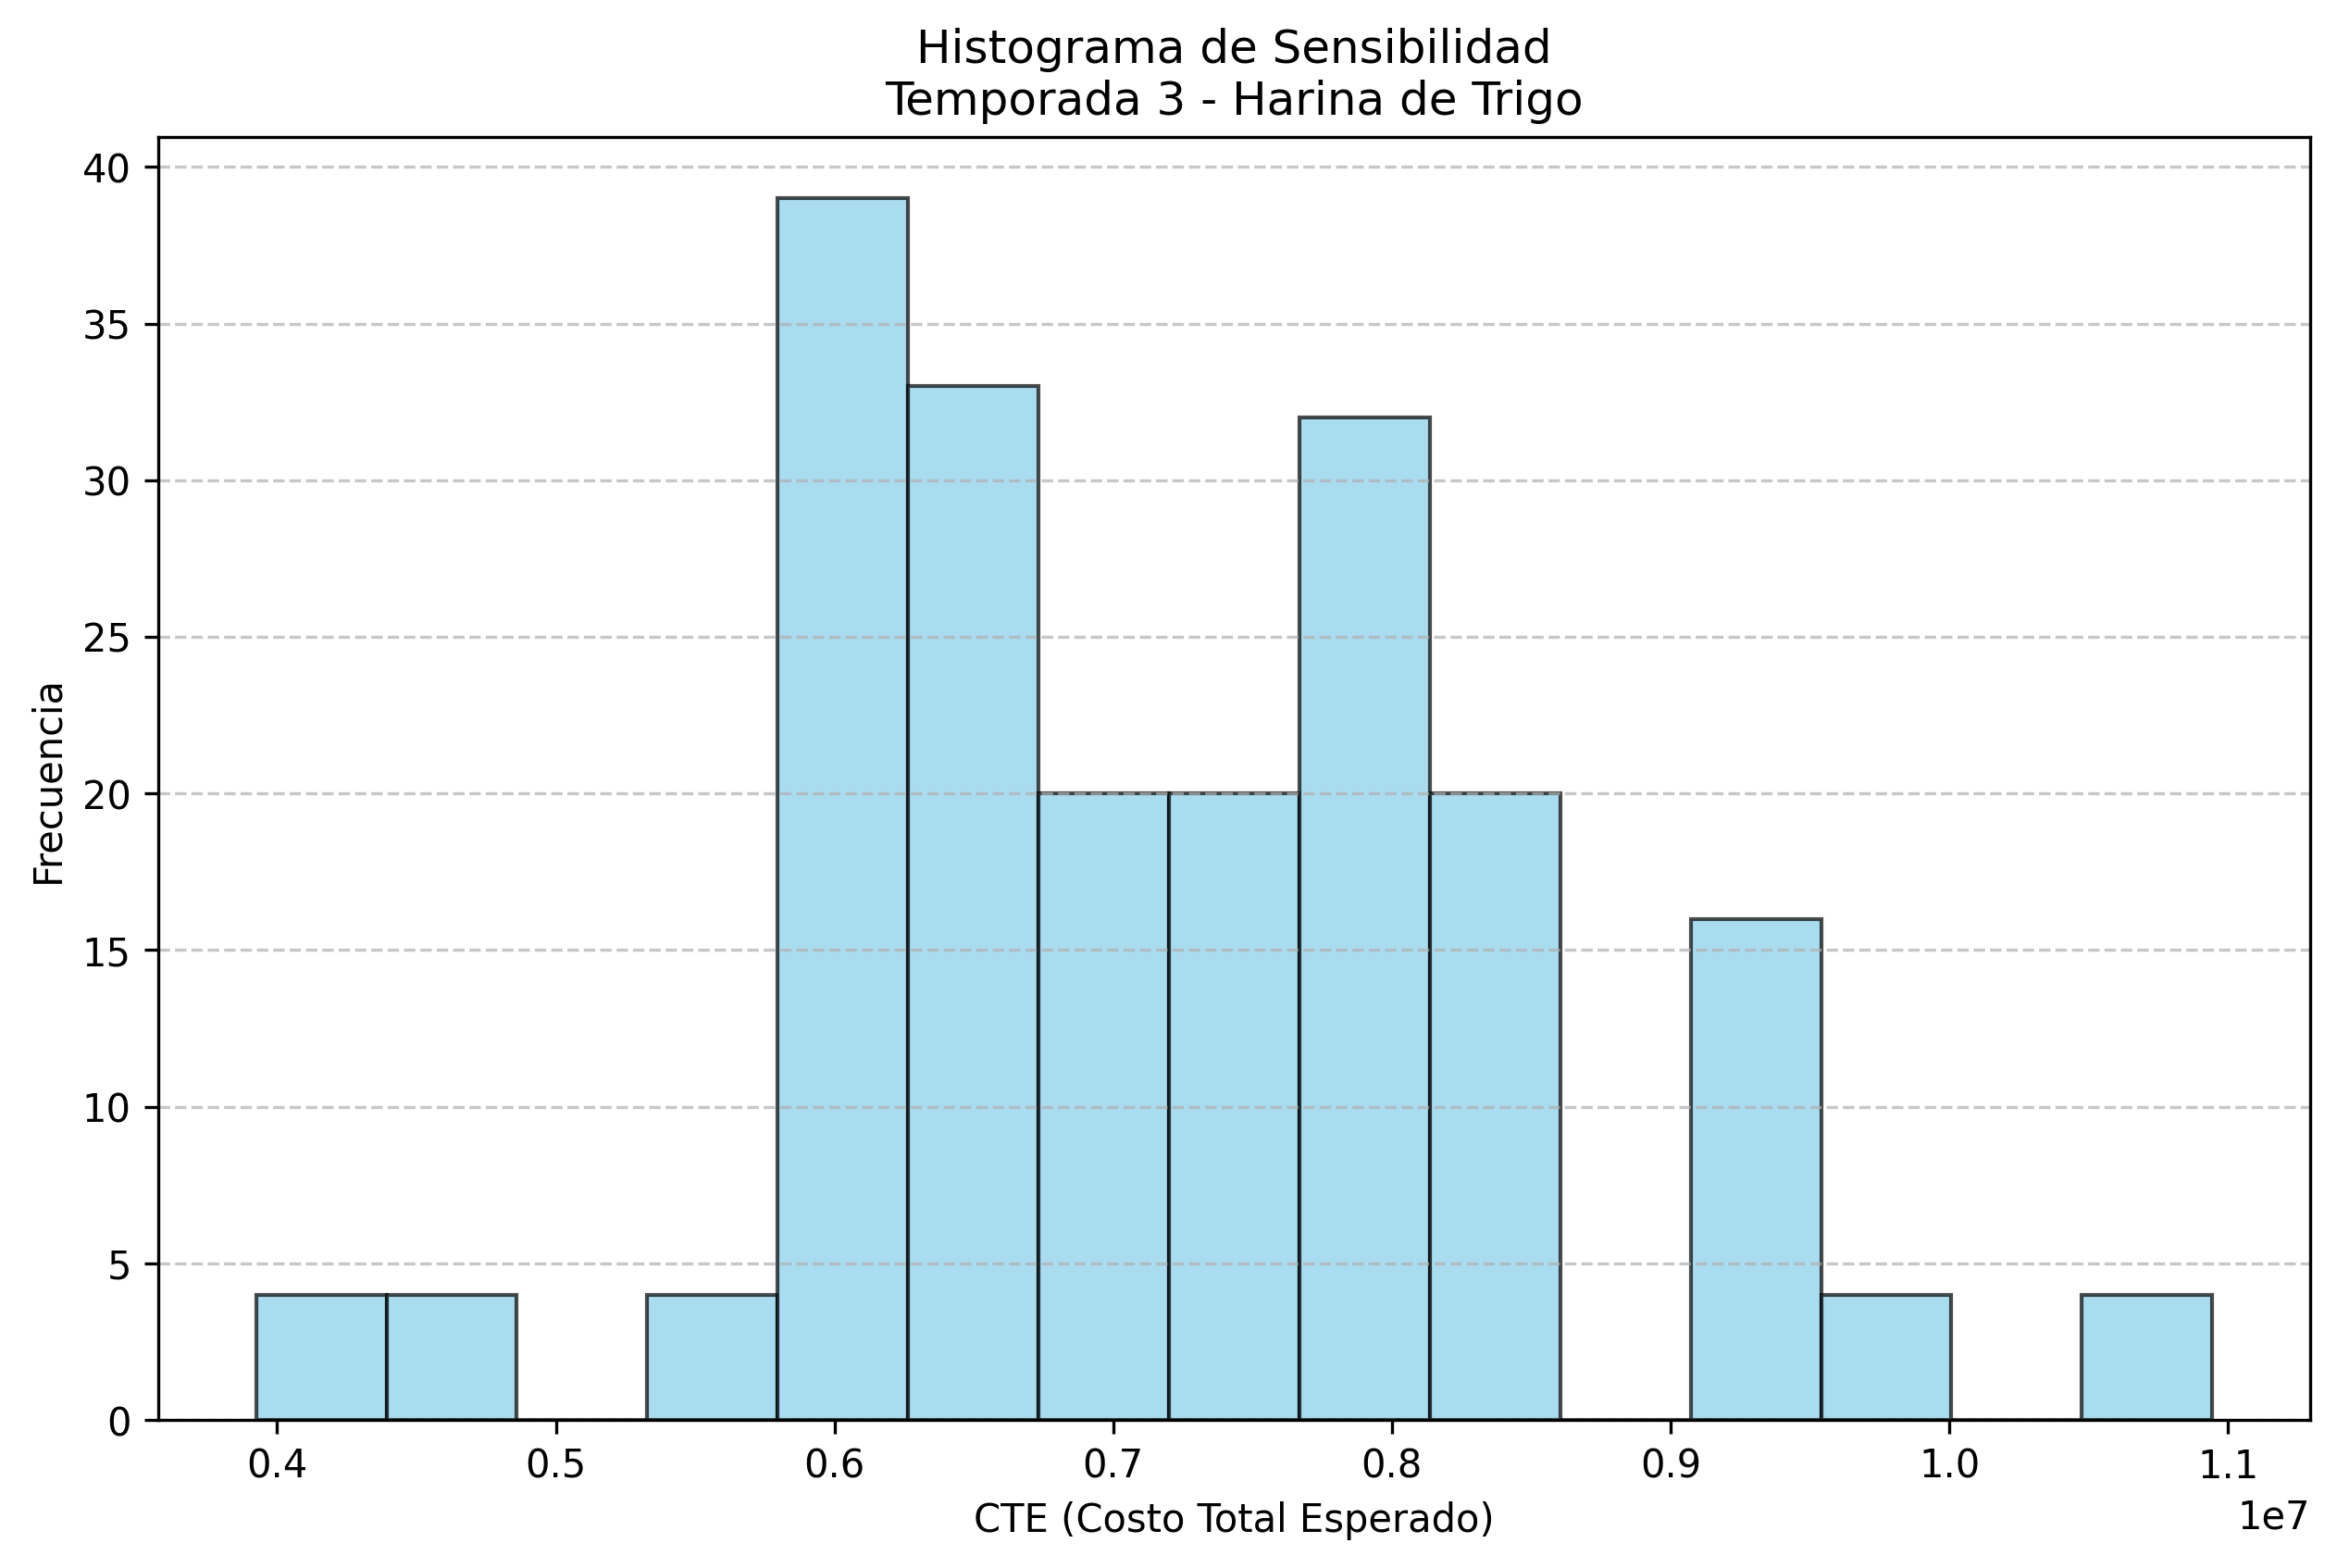 Histograma de Sensibilidad
Temporada 3 - Harina de Trigo
40
35
30
25
20
15
10
5
0
Frecuencia
0.4 0.5 0.6 0.7 0.8 0.9 1.0 1.1
1e7
CTE (Costo Total Esperado)